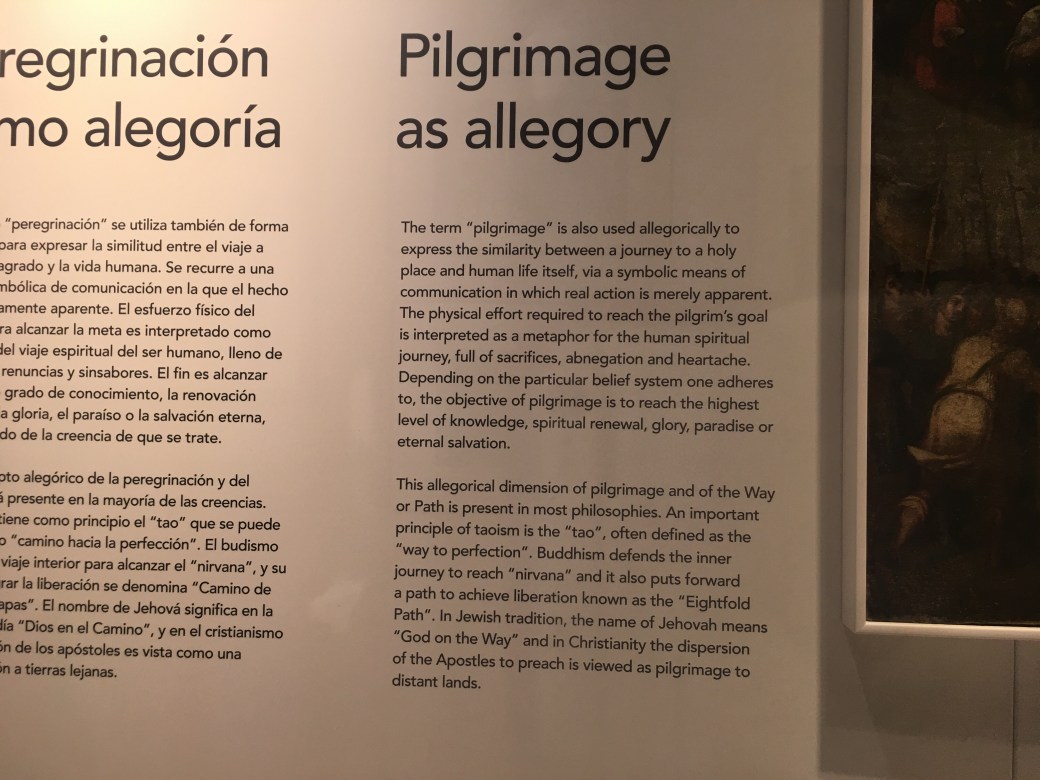 regrinación
mo alegoría
"peregrinación" se utiliza también de forma
para expresar la similitud entre el viaje a
agrado y la vida humana. Se recurre a una
mbólica de comunicación en la que el hecho
amente aparente. El esfuerzo físico del
ra alcanzar la meta es interpretado como
del viaje espiritual del ser humano, lleno de
renuncias y sinsabores. El fin es alcanzar
grado de conocimiento, la renovación
a gloria, el paraíso o la salvación eterna,
do de la creencia de que se trate.
pto alegórico de la peregrinación y del
á presente en la mayoría de las creencias.
tiene como principio el "tao" que se puede
o "camino hacia la perfección". El budismo
viaje interior para alcanzar el "nirvana", y su
rar la liberación se denomina "Camino de
apas". El nombre de Jehová significa en la
día "Dios en el Camino", y en el cristianismo
ón de los apóstoles es vista como una
ón a tierras lejanas.
Pilgrimage
as allegory
The term "pilgrimage" is also used allegorically to
express the similarity between a journey to a holy
place and human life itself, via a symbolic means of
communication in which real action is merely apparent.
The physical effort required to reach the pilgrim's goal
is interpreted as a metaphor for the human spiritual
journey, full of sacrifices, abnegation and heartache.
Depending on the particular belief system one adheres
to, the objective of pilgrimage is to reach the highest
level of knowledge, spiritual renewal, glory, paradise or
eternal salvation.
This allegorical dimension of pilgrimage and of the Way
or Path is present in most philosophies. An important
principle of taoism is the "tao", often defined as the
"way to perfection". Buddhism defends the inner
journey to reach "nirvana" and it also puts forward
a path to achieve liberation known as the "Eightfold
Path". In Jewish tradition, the name of Jehovah means
"God on the Way" and in Christianity the dispersion
of the Apostles to preach is viewed as pilgrimage to
distant lands.